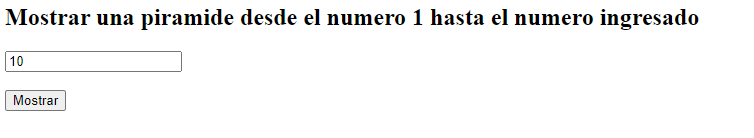 Mostrar una piramide desde el numero 1 hasta el numero ingresado
10
Mostrar